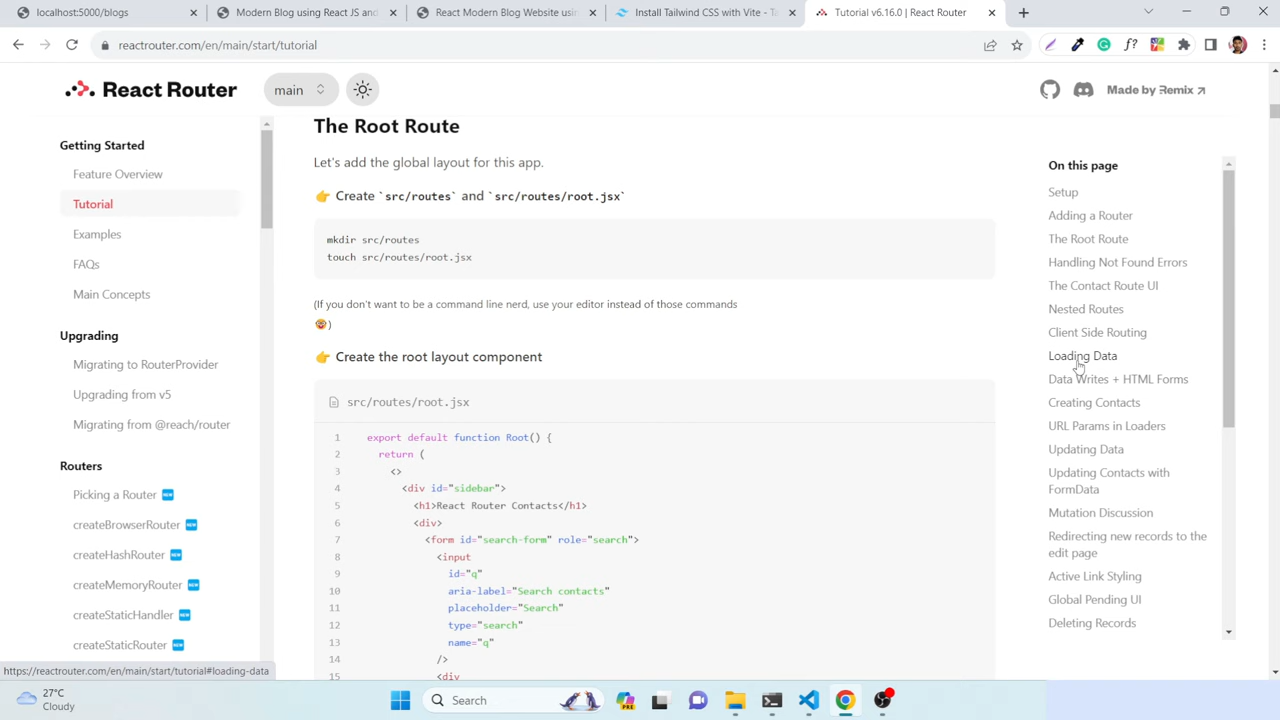 localhost:5000/blogs
Modern Blog using React JS and
React Modern Blog Website usin
Install Tailwind CSS with Vite - Ta
Tutorial v6.16.0 | React Router
reactrouter.com/en/main/start/tutorial
React Router
main
Made by Remix ↗
Getting Started
Feature Overview
Tutorial
Examples
FAQs
Main Concepts
Upgrading
Migrating to RouterProvider
Upgrading from v5
Migrating from @reach/router
Routers
Picking a Router NEW
createBrowserRouter NEW
createHashRouter NEW
createMemoryRouter NEW
createStaticHandler NEW
createStaticRouter NEW
The Root Route
Let's add the global layout for this app.
👉 Create `src/routes` and `src/routes/root.jsx`
mkdir src/routes
touch src/routes/root.jsx
(If you don't want to be a command line nerd, use your editor instead of those commands
🤓)
👉 Create the root layout component
src/routes/root.jsx
1 export default function Root() {
2 return (
3 <>
4 <div id="sidebar">
5 <h1>React Router Contacts</h1>
6 <div>
7 <form id="search-form" role="search">
8 <input
9 id="q"
10 aria-label="Search contacts"
11 placeholder="Search"
12 type="search"
13 name="q"
14 />
15 <div
On this page
Setup
Adding a Router
The Root Route
Handling Not Found Errors
The Contact Route UI
Nested Routes
Client Side Routing
Loading Data
Data Writes + HTML Forms
Creating Contacts
URL Params in Loaders
Updating Data
Updating Contacts with
FormData
Mutation Discussion
Redirecting new records to the
edit page
Active Link Styling
Global Pending UI
Deleting Records
https://reactrouter.com/en/main/start/tutorial#loading-data
27°C
Cloudy
Search
PRE